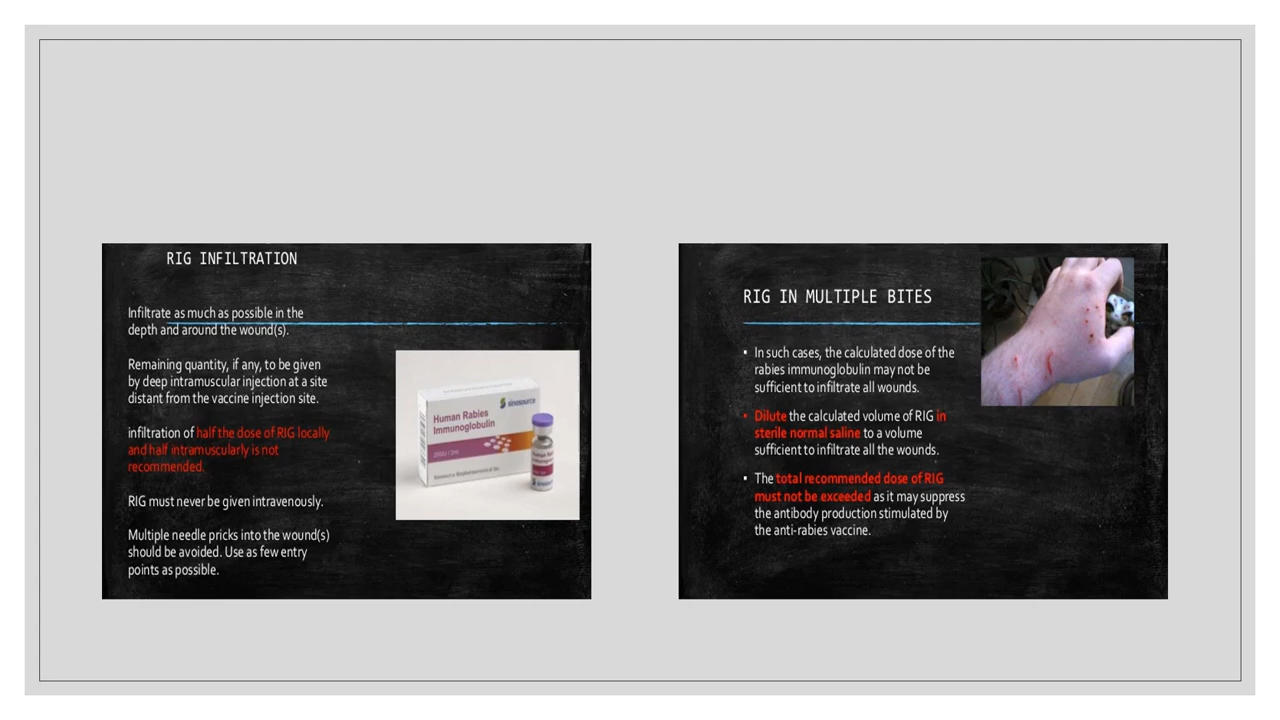 RIG INFILTRATION
Infiltrate as much as possible in the
depth and around the wound(s).
Remaining quantity, if any, to be given
by deep intramuscular injection at a site
distant from the vaccine injection site.
infiltration of half the dose of RIG locally
and half intramuscularly is not
recommended.
RIG must never be given intravenously.
Multiple needle pricks into the wound(s)
should be avoided. Use as few entry
points as possible.
sinosource
Human Rabies
Immunoglobulin
RIG IN MULTIPLE BITES
▪ In such cases, the calculated dose of the
rabies immunoglobulin may not be
sufficient to infiltrate all wounds.
▪ Dilute the calculated volume of RIG in
sterile normal saline to a volume
sufficient to infiltrate all the wounds.
▪ The total recommended dose of RIG
must not be exceeded as it may suppress
the antibody production stimulated by
the anti-rabies vaccine.